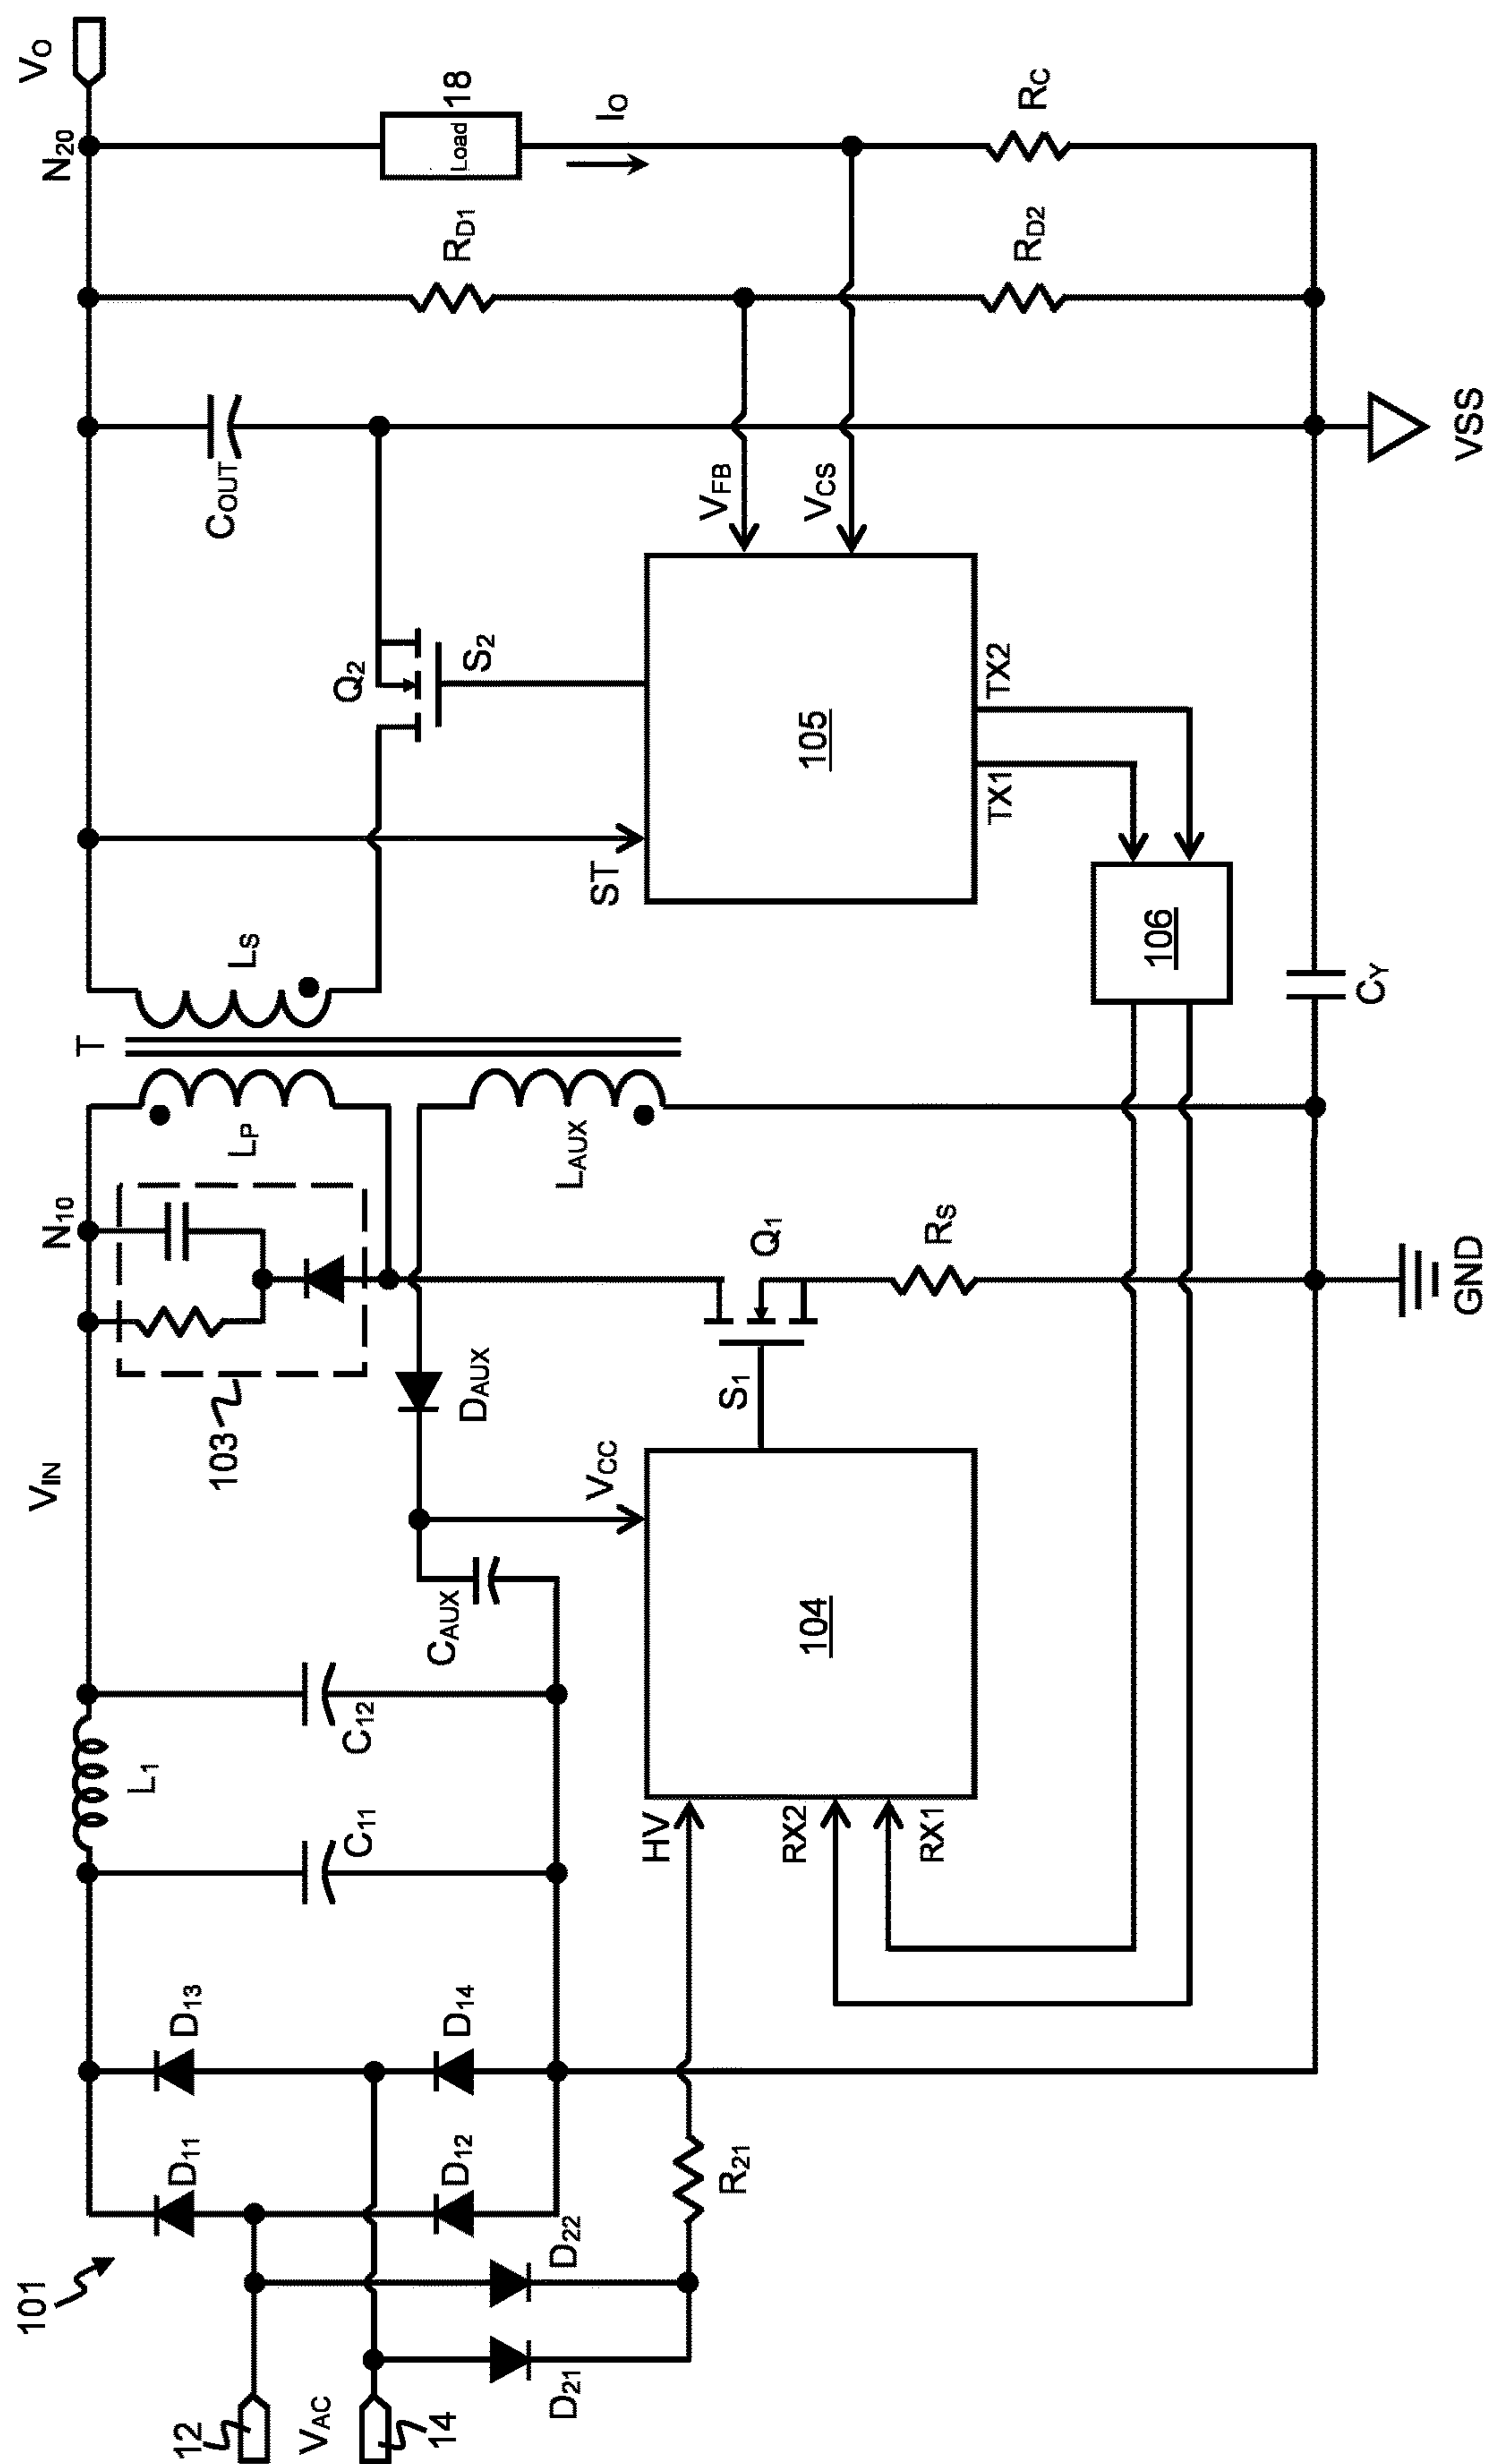 101
12
VAC
14
D11
D13
D12
D14
D22
D21
R21
L1
C11
C12
VIN
N10
103
LP
T
LS
CAUX
DAUX
LAUX
VCC
HV
RX2
RX1
104
S1
Q1
RS
GND
COUT
Q2
S2
ST
105
VFB
VCS
TX1
TX2
106
CY
VSS
N20
VO
Load
18
IO
RD1
RD2
RC